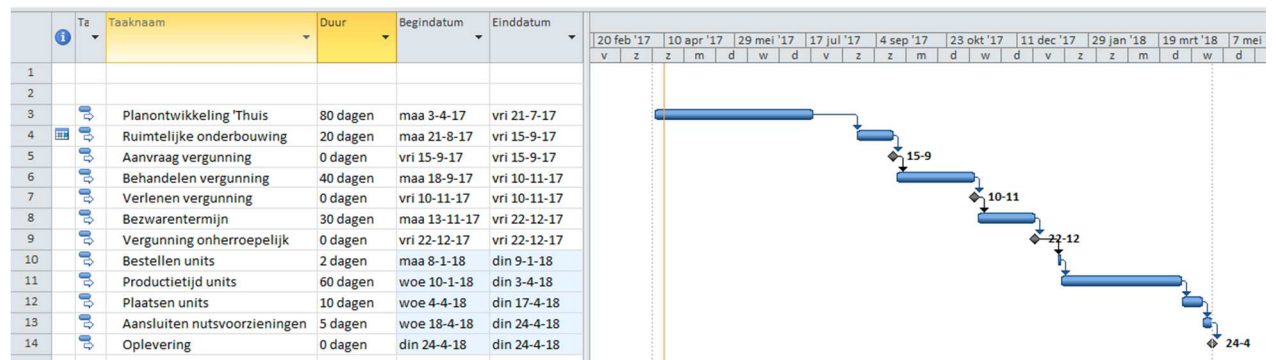 Ta Taaknaam Duur Begindatum Einddatum
20 feb '17 10 apr '17 29 mei '17 17 jul '17 4 sep '17 23 okt '17 11 dec '17 29 jan '18 19 mrt '18 7 mei
v z z m d w d v z z m d w d v z z m d w d
1
2
3 Planontwikkeling 'Thuis 80 dagen maa 3-4-17 vri 21-7-17
4 Ruimtelijke onderbouwing 20 dagen maa 21-8-17 vri 15-9-17
5 Aanvraag vergunning 0 dagen vri 15-9-17 vri 15-9-17 15-9
6 Behandelen vergunning 40 dagen maa 18-9-17 vri 10-11-17
7 Verlenen vergunning 0 dagen vri 10-11-17 vri 10-11-17 10-11
8 Bezwarentermijn 30 dagen maa 13-11-17 vri 22-12-17
9 Vergunning onherroepelijk 0 dagen vri 22-12-17 vri 22-12-17 22-12
10 Bestellen units 2 dagen maa 8-1-18 din 9-1-18
11 Productietijd units 60 dagen woe 10-1-18 din 3-4-18
12 Plaatsen units 10 dagen woe 4-4-18 din 17-4-18
13 Aansluiten nutsvoorzieningen 5 dagen woe 18-4-18 din 24-4-18
14 Oplevering 0 dagen din 24-4-18 din 24-4-18 24-4